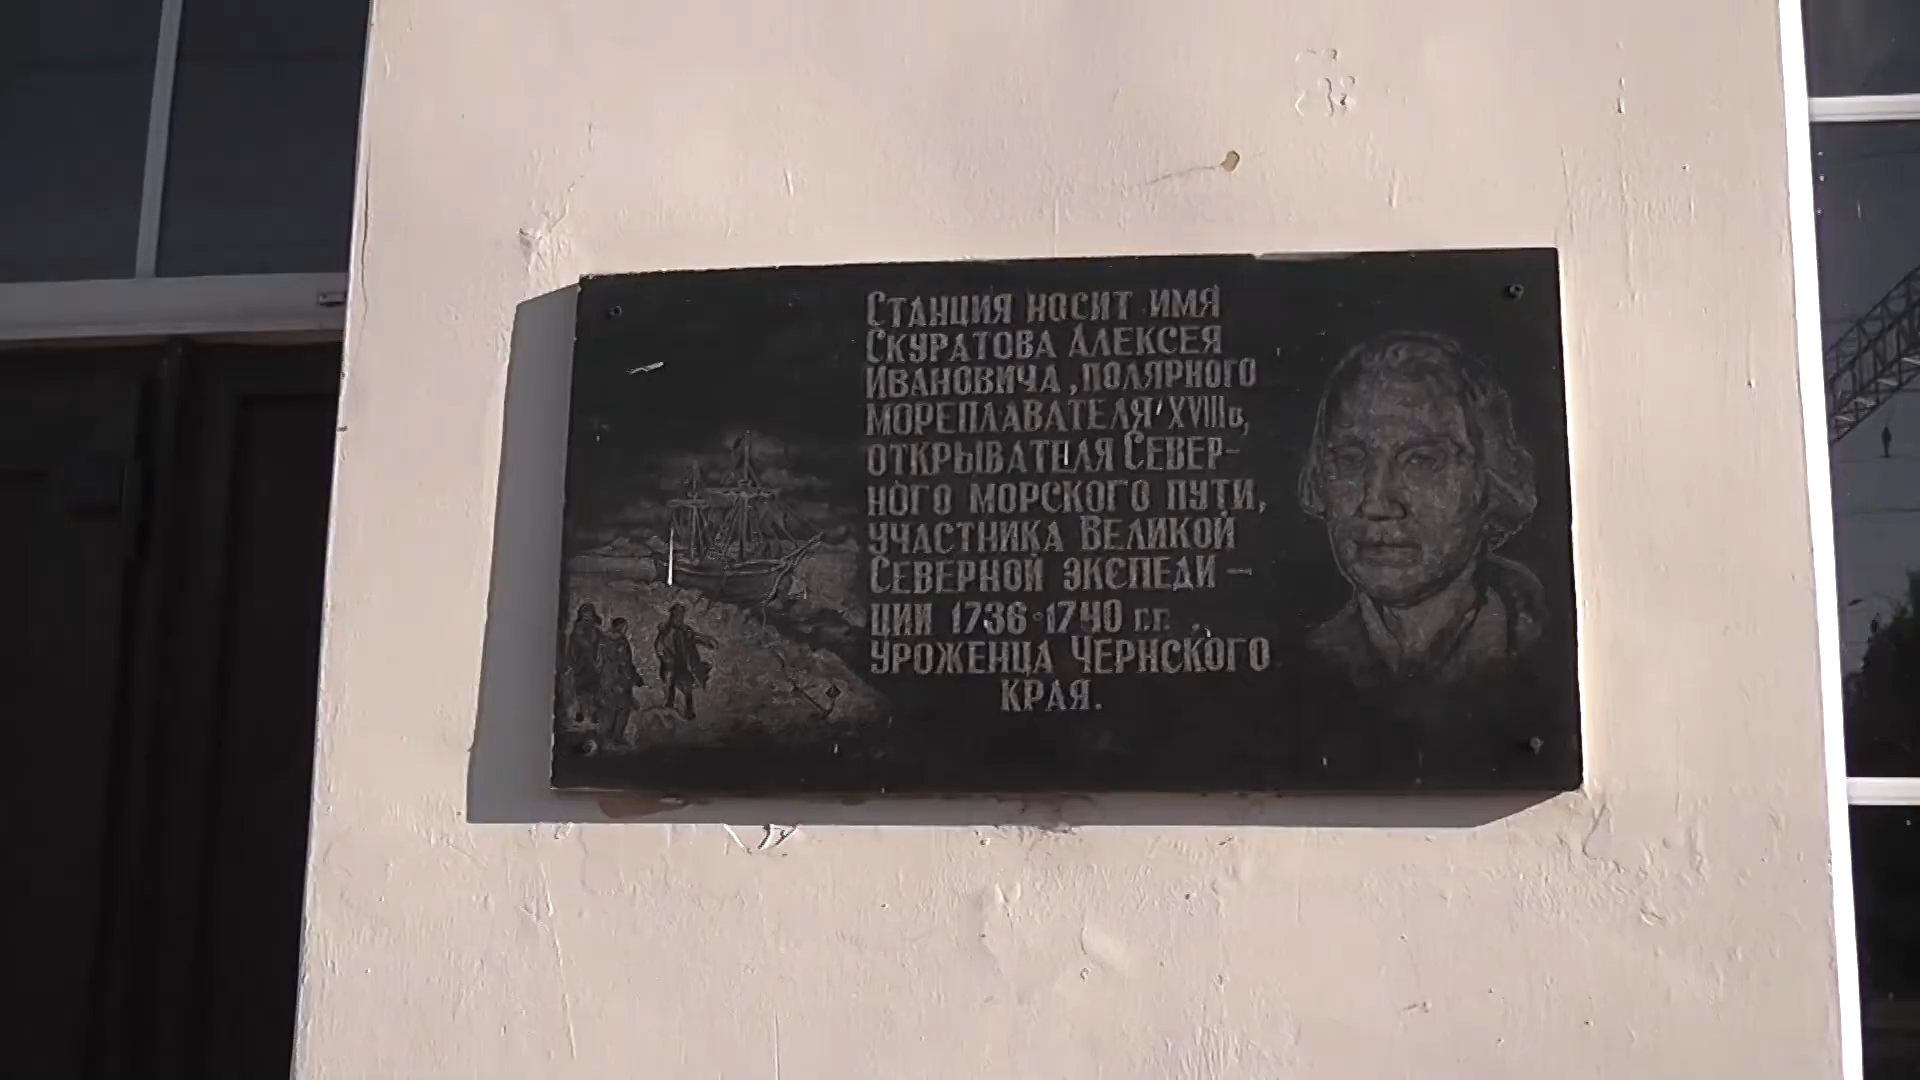 Станция носит имя
Скуратова Алексея
Ивановича, полярного
мореплавателя XVIII в,
открывателя Север-
ного морского пути,
участника Великой
Северной экспеди-
ции 1736-1740 г.г.
Уроженца Чернского
края.